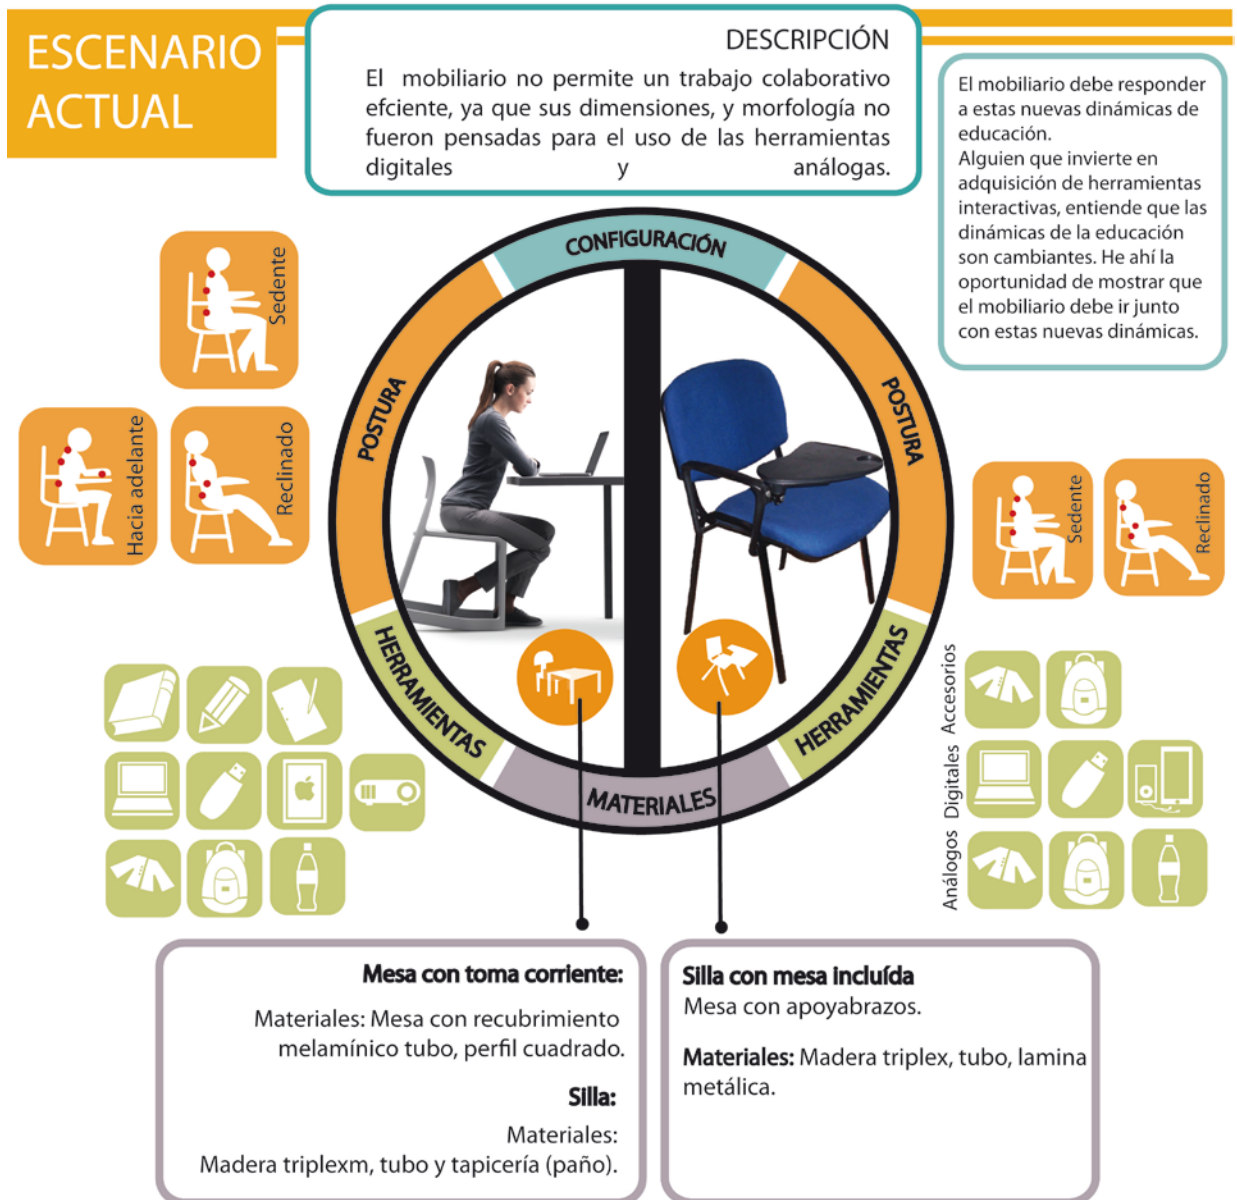 ESCENARIO
ACTUAL
DESCRIPCIÓN
El mobiliario no permite un trabajo colaborativo
efciente, ya que sus dimensiones, y morfología no
fueron pensadas para el uso de las herramientas
digitales y análogas.
El mobiliario debe responder
a estas nuevas dinámicas de
educación.
Alguien que invierte en
adquisición de herramientas
interactivas, entiende que las
dinámicas de la educación
son cambiantes. He ahí la
oportunidad de mostrar que
el mobiliario debe ir junto
con estas nuevas dinámicas.
CONFIGURACIÓN
POSTURA
POSTURA
HERRAMIENTAS
HERRAMIENTAS
MATERIALES
Sedente
Hacia adelante
Reclinado
Sedente
Reclinado
Accesorios
Digitales
Análogos
Mesa con toma corriente:
Materiales: Mesa con recubrimiento
melamínico tubo, perfil cuadrado.
Silla:
Materiales:
Madera triplexm, tubo y tapicería (paño).
Silla con mesa incluída
Mesa con apoyabrazos.
Materiales: Madera triplex, tubo, lamina
metálica.